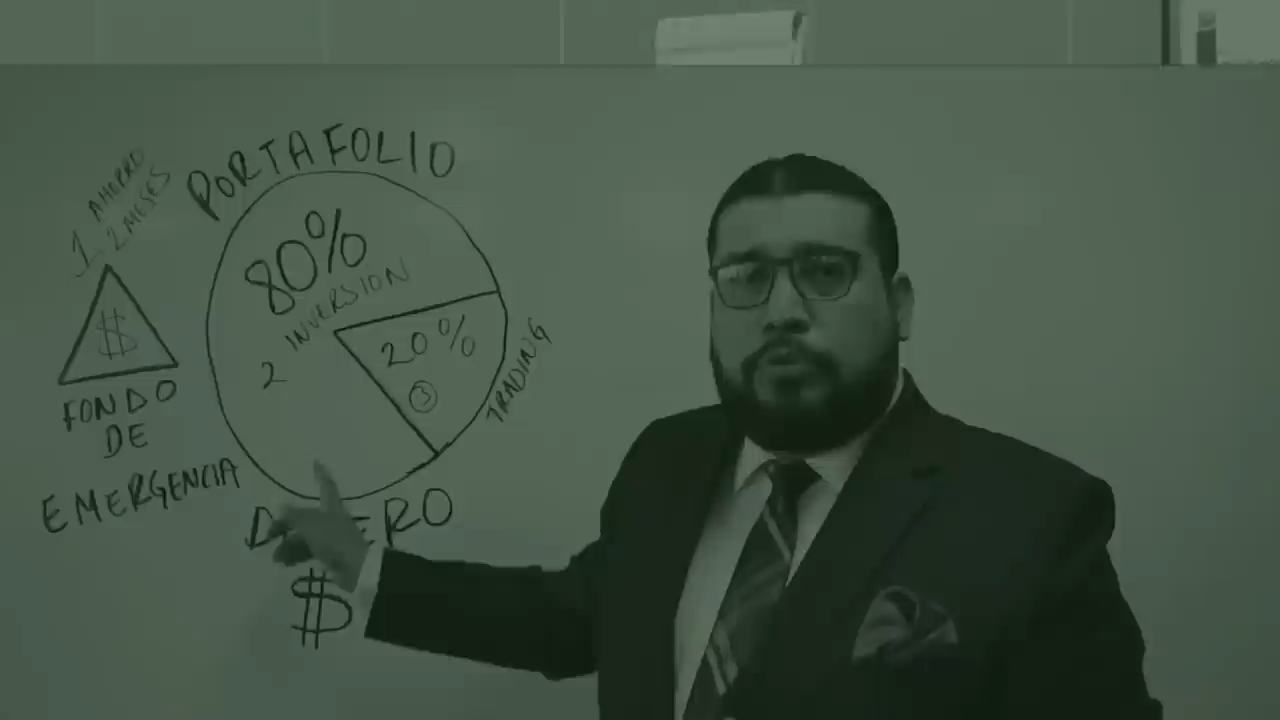 1. AHORRO
2 MESES
$
FONDO
DE
EMERGENCIA
PORTAFOLIO
80%
INVERSION
2
20%
3
TRADING
$